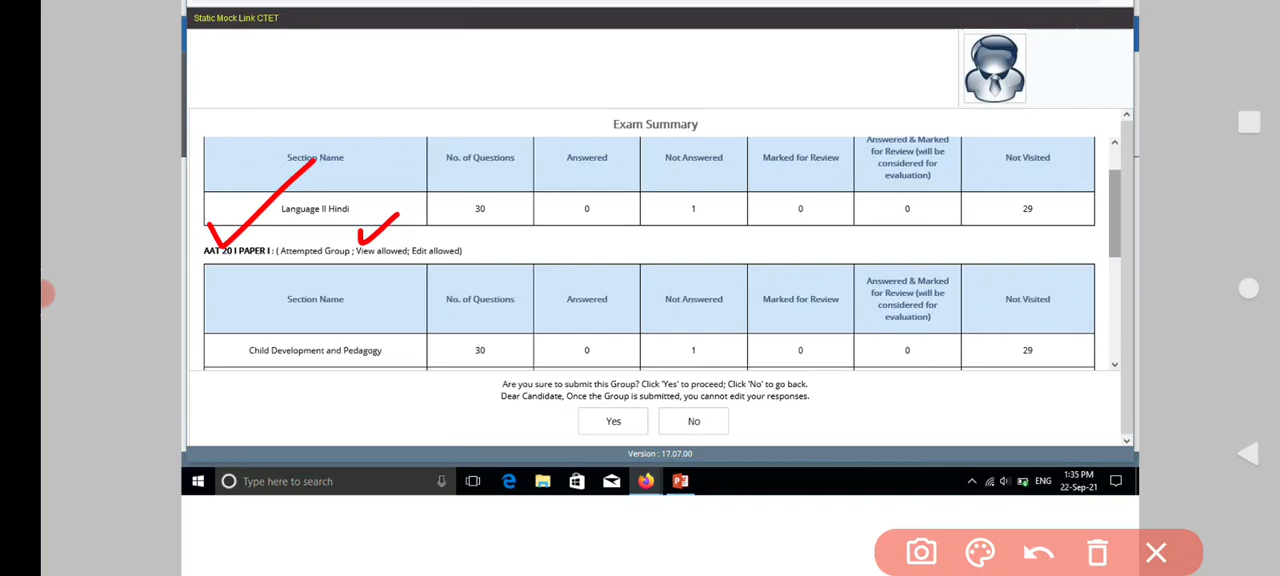 Static Mock Link CTET
Exam Summary
Section Name No. of Questions Answered Not Answered Marked for Review Answered & Marked for Review (will be considered for evaluation) Not Visited
Language II Hindi 30 0 1 0 0 29
AAT 20 I PAPER I : ( Attempted Group ; View allowed; Edit allowed)
Section Name No. of Questions Answered Not Answered Marked for Review Answered & Marked for Review (will be considered for evaluation) Not Visited
Child Development and Pedagogy 30 0 1 0 0 29
Are you sure to submit this Group? Click 'Yes' to proceed; Click 'No' to go back.
Dear Candidate, Once the Group is submitted, you cannot edit your responses.
Yes No
Version : 17.07.00
Type here to search
ENG
1:35 PM
22-Sep-21